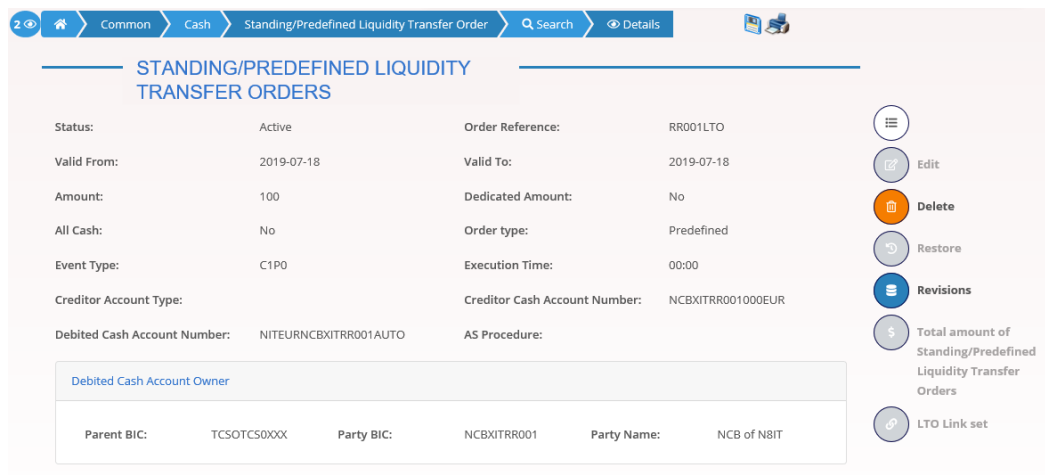 2 Common Cash Standing/Predefined Liquidity Transfer Order Search Details
STANDING/PREDEFINED LIQUIDITY
TRANSFER ORDERS
Status: Active Order Reference: RR001LTO
Valid From: 2019-07-18 Valid To: 2019-07-18
Amount: 100 Dedicated Amount: No
All Cash: No Order type: Predefined
Event Type: C1P0 Execution Time: 00:00
Creditor Account Type: Creditor Cash Account Number: NCBXITRR001000EUR
Debited Cash Account Number: NITEURNCBXITRR001AUTO AS Procedure:
Debited Cash Account Owner
Parent BIC: TCSOTCS0XXX Party BIC: NCBXITRR001 Party Name: NCB of N8IT
Edit
Delete
Restore
Revisions
$ Total amount of
Standing/Predefined
Liquidity Transfer
Orders
LTO Link set